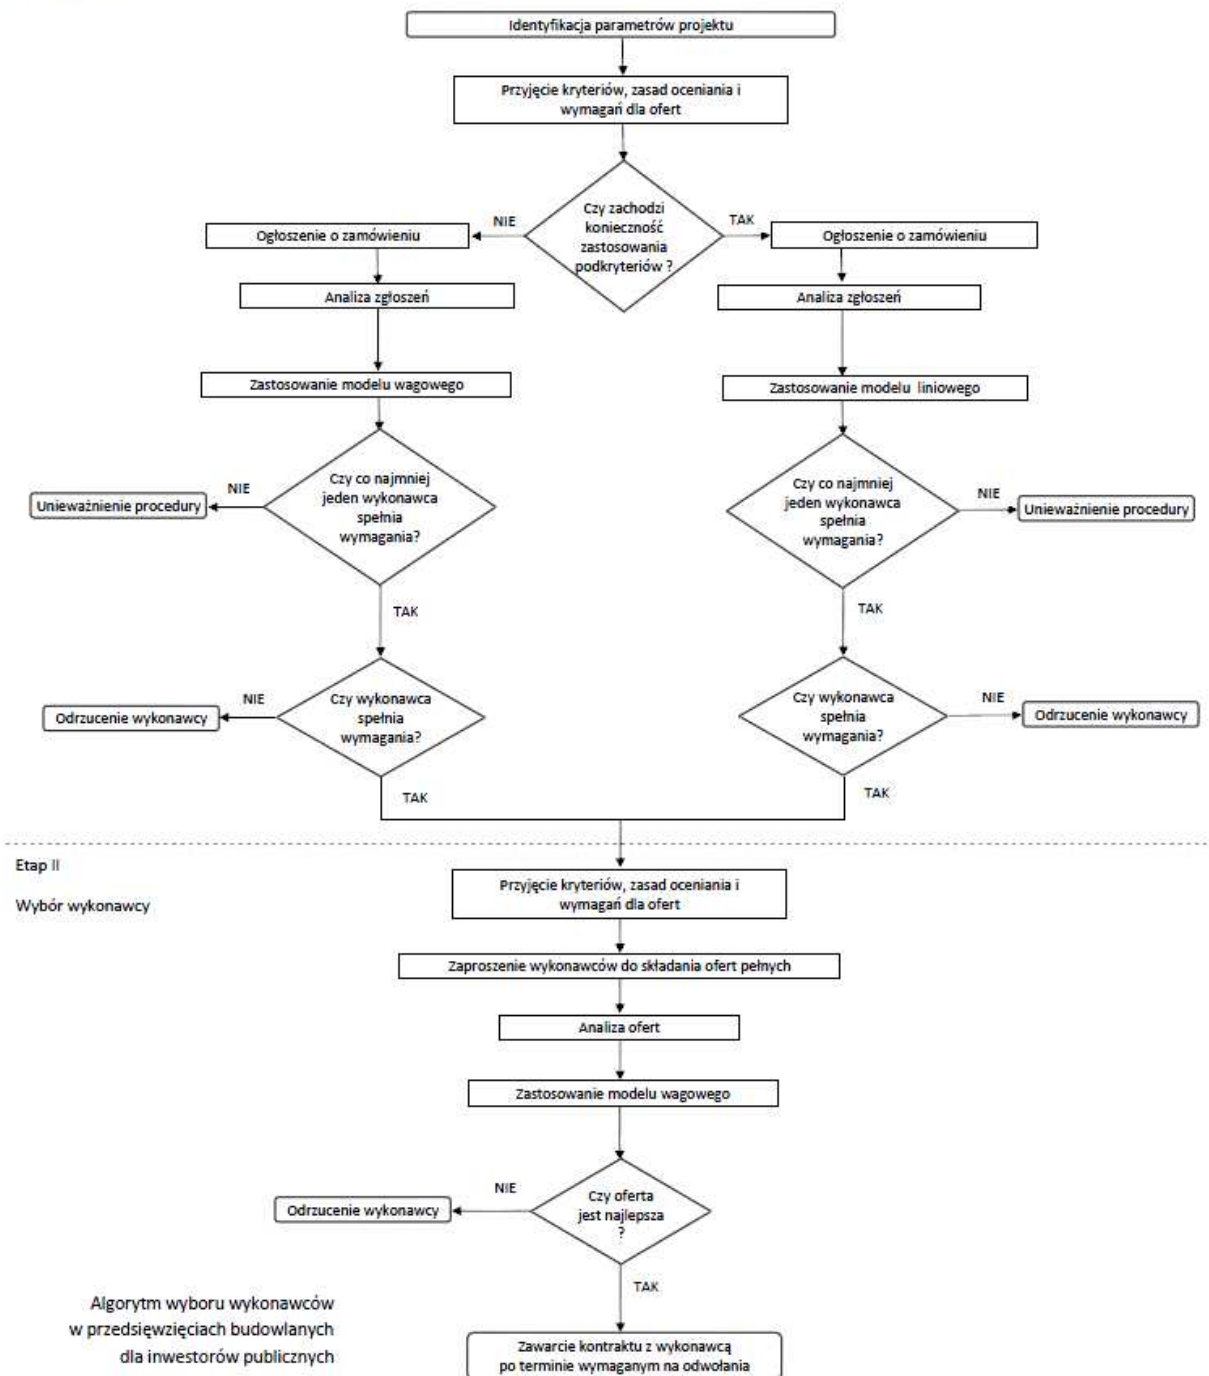 Identyfikacja parametrów projektu
Przyjęcie kryteriów, zasad oceniania i
wymagań dla ofert
Czy zachodzi
konieczność
zastosowania
podkryteriów ?
NIE
TAK
Ogłoszenie o zamówieniu
Ogłoszenie o zamówieniu
Analiza zgłoszeń
Analiza zgłoszeń
Zastosowanie modelu wagowego
Zastosowanie modelu liniowego
Czy co najmniej
jeden wykonawca
spełnia
wymagania?
NIE
Unieważnienie procedury
Czy co najmniej
jeden wykonawca
spełnia
wymagania?
NIE
Unieważnienie procedury
TAK
TAK
Czy wykonawca
spełnia
wymagania?
NIE
Odrzucenie wykonawcy
Czy wykonawca
spełnia
wymagania?
NIE
Odrzucenie wykonawcy
TAK
TAK
Etap II
Wybór wykonawcy
Przyjęcie kryteriów, zasad oceniania i
wymagań dla ofert
Zaproszenie wykonawców do składania ofert pełnych
Analiza ofert
Zastosowanie modelu wagowego
Czy oferta
jest najlepsza
?
NIE
Odrzucenie wykonawcy
TAK
Algorytm wyboru wykonawców
w przedsięwzięciach budowlanych
dla inwestorów publicznych
Zawarcie kontraktu z wykonawcą
po terminie wymaganym na odwołania